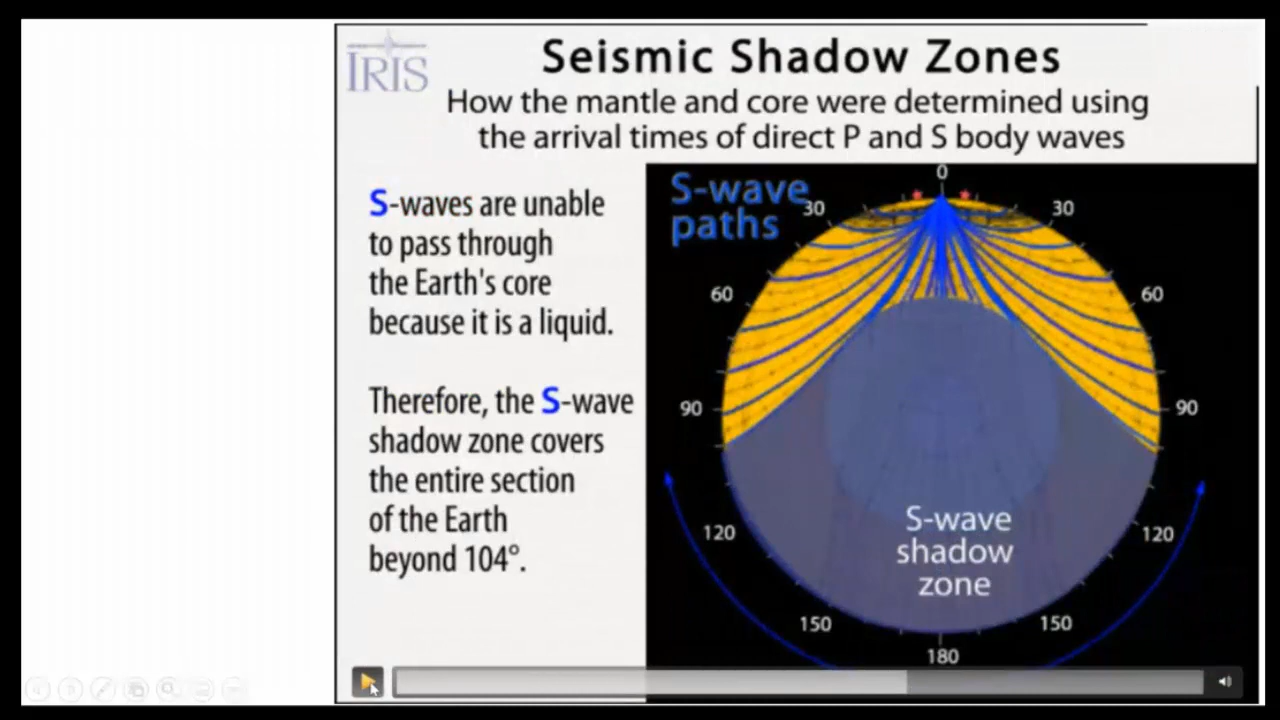 IRIS
Seismic Shadow Zones
How the mantle and core were determined using
the arrival times of direct P and S body waves
S-waves are unable
to pass through
the Earth's core
because it is a liquid.
Therefore, the S-wave
shadow zone covers
the entire section
of the Earth
beyond 104°.
S-wave
paths
0
30
30
60
60
90
90
120
120
150
150
180
S-wave
shadow
zone